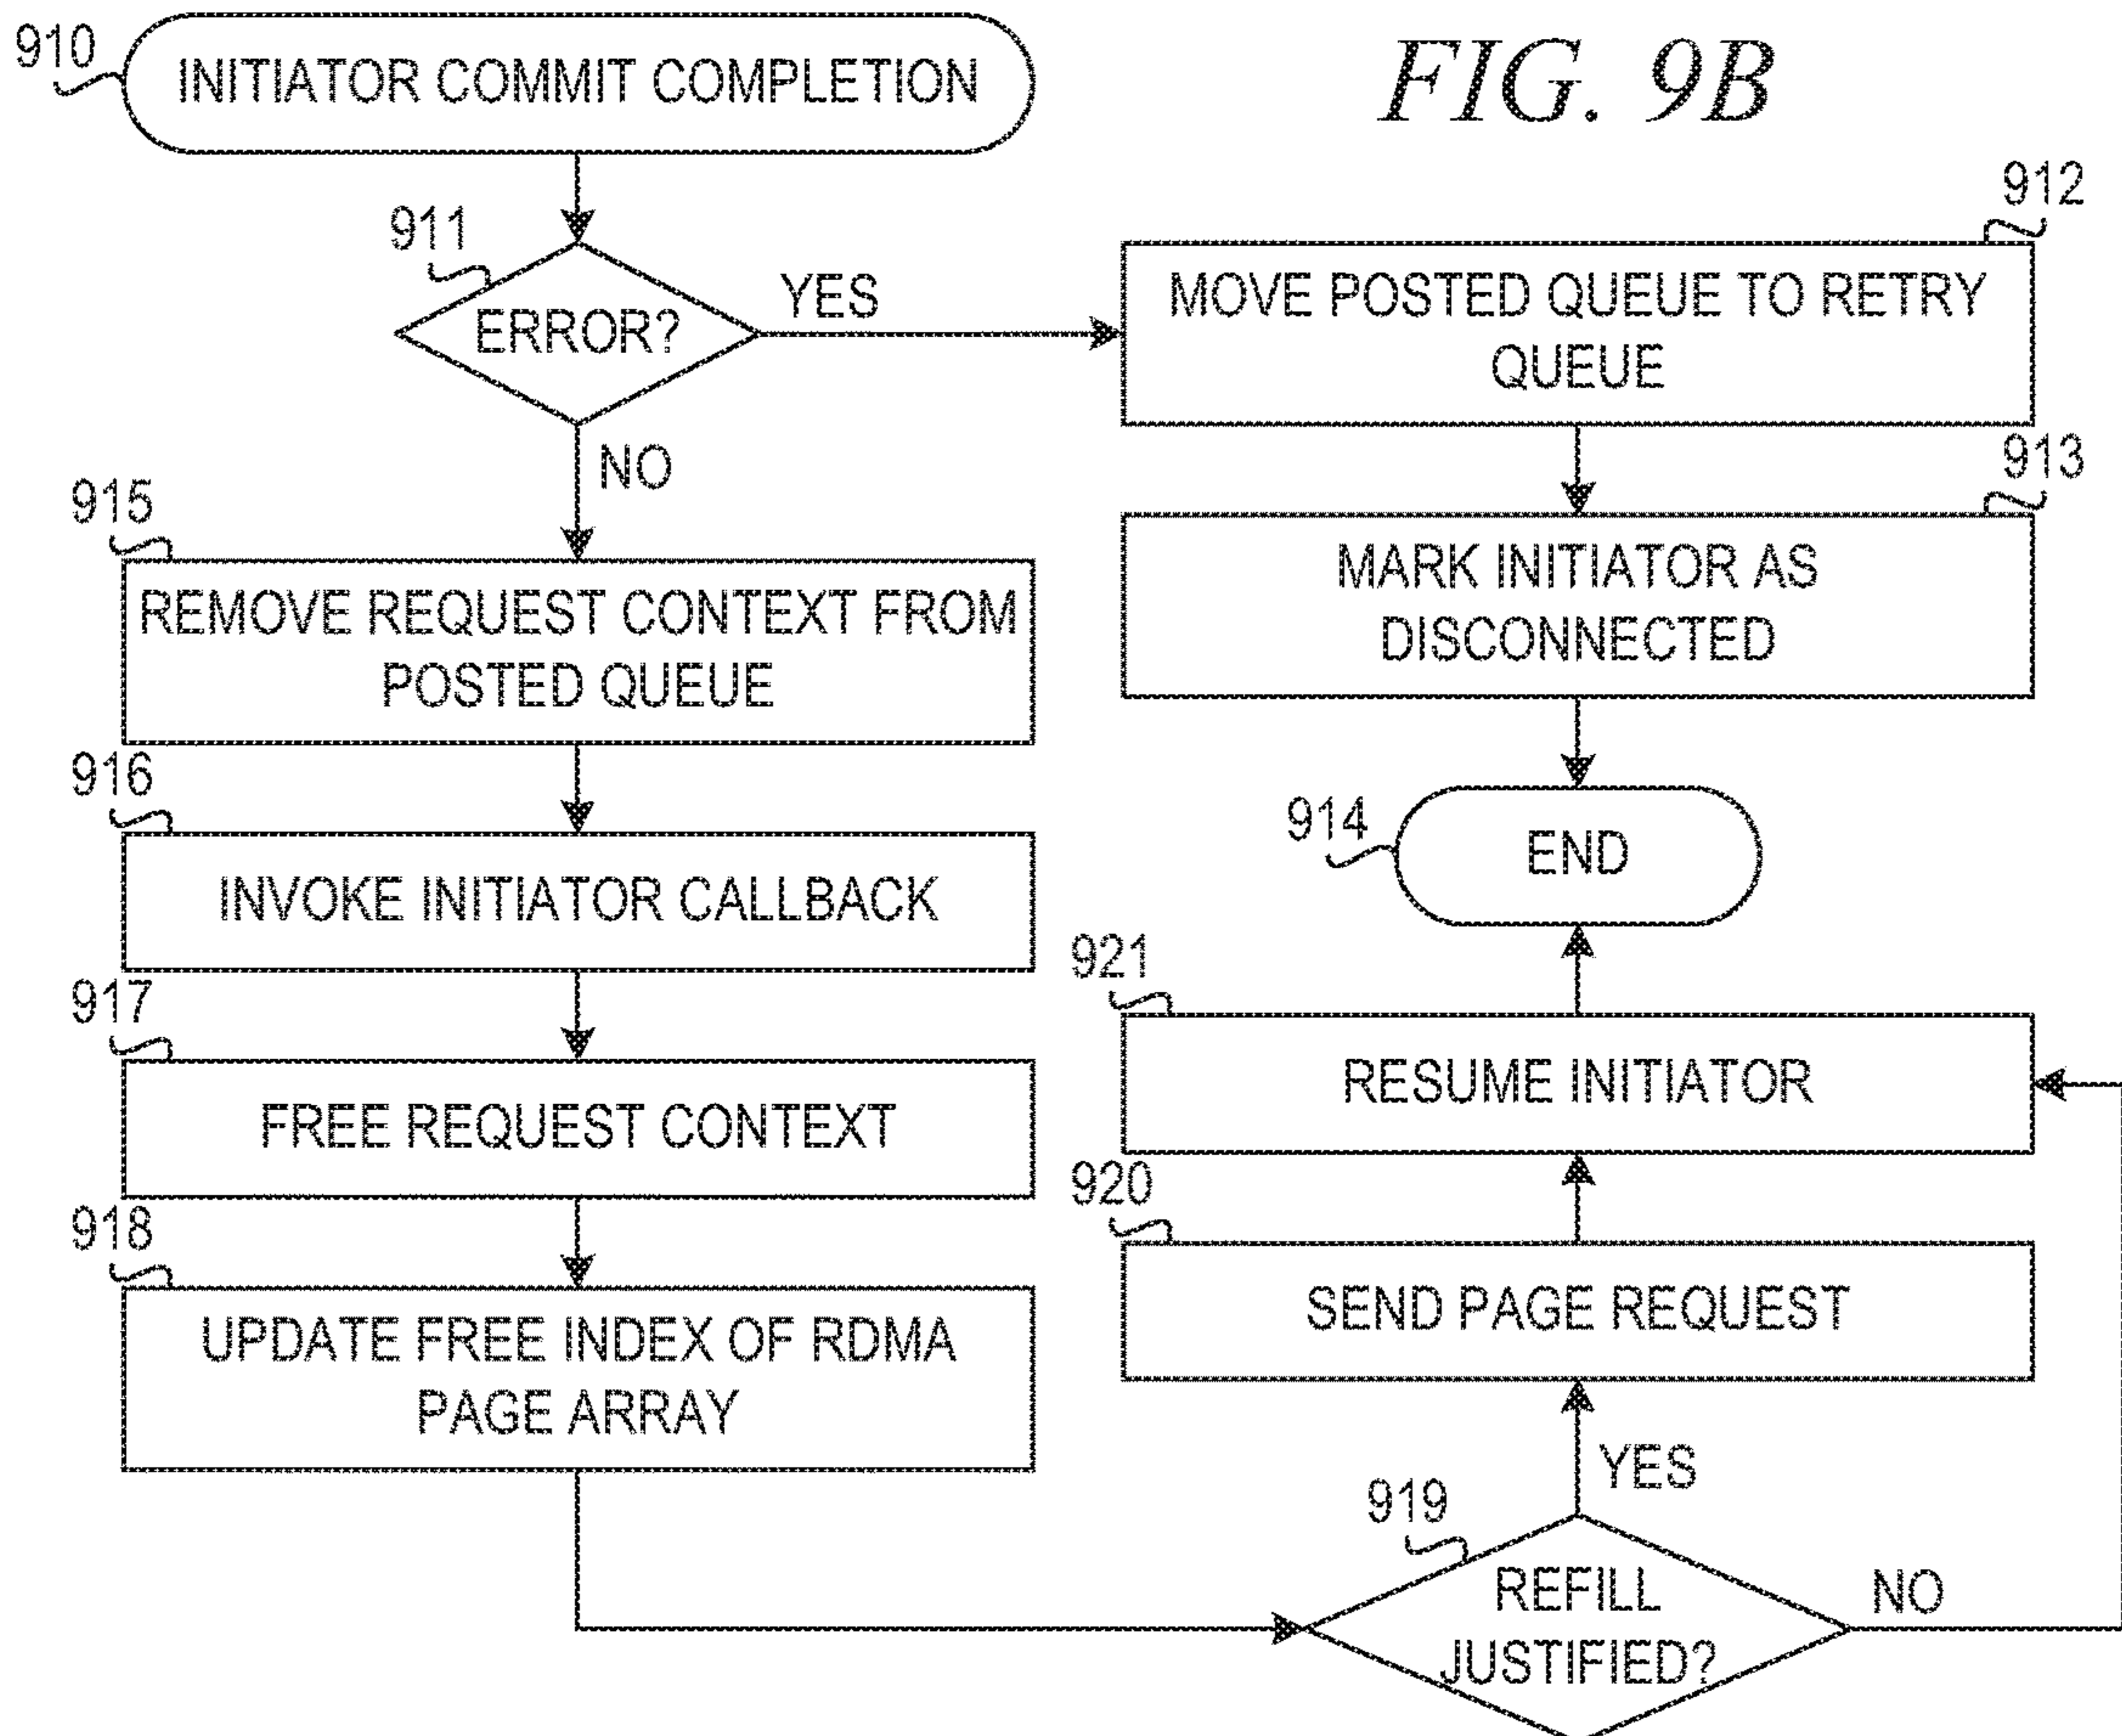 FIG. 9B
910
INITIATOR COMMIT COMPLETION
911
ERROR?
YES
NO
912
MOVE POSTED QUEUE TO RETRY
QUEUE
913
MARK INITIATOR AS
DISCONNECTED
914
END
915
REMOVE REQUEST CONTEXT FROM
POSTED QUEUE
916
INVOKE INITIATOR CALLBACK
917
FREE REQUEST CONTEXT
918
UPDATE FREE INDEX OF RDMA
PAGE ARRAY
919
REFILL
JUSTIFIED?
YES
NO
920
SEND PAGE REQUEST
921
RESUME INITIATOR